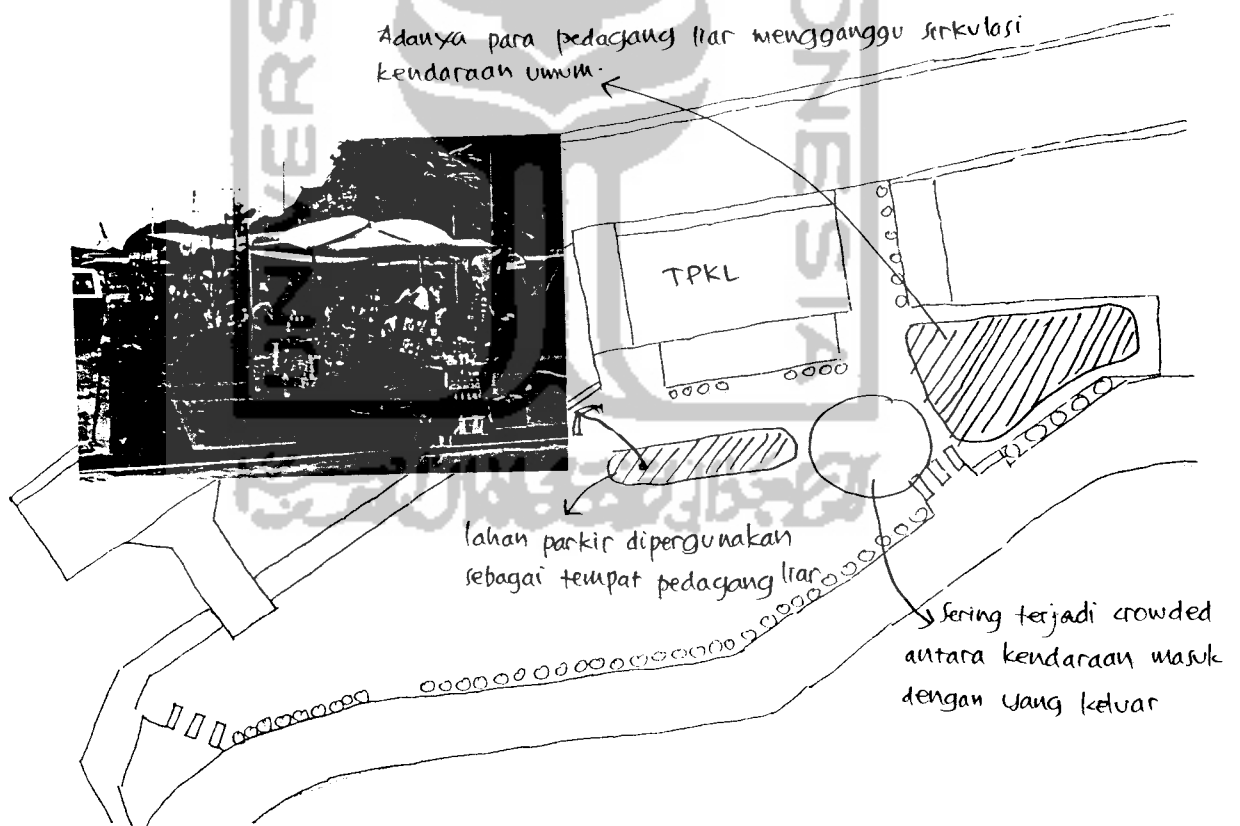 Adanya para pedagang liar mengganggu sirkulasi
kendaraan umum.
TPKL
lahan parkir dipergunakan
sebagai tempat pedagang liar
Sering terjadi crowded
antara kendaraan masuk
dengan yang keluar